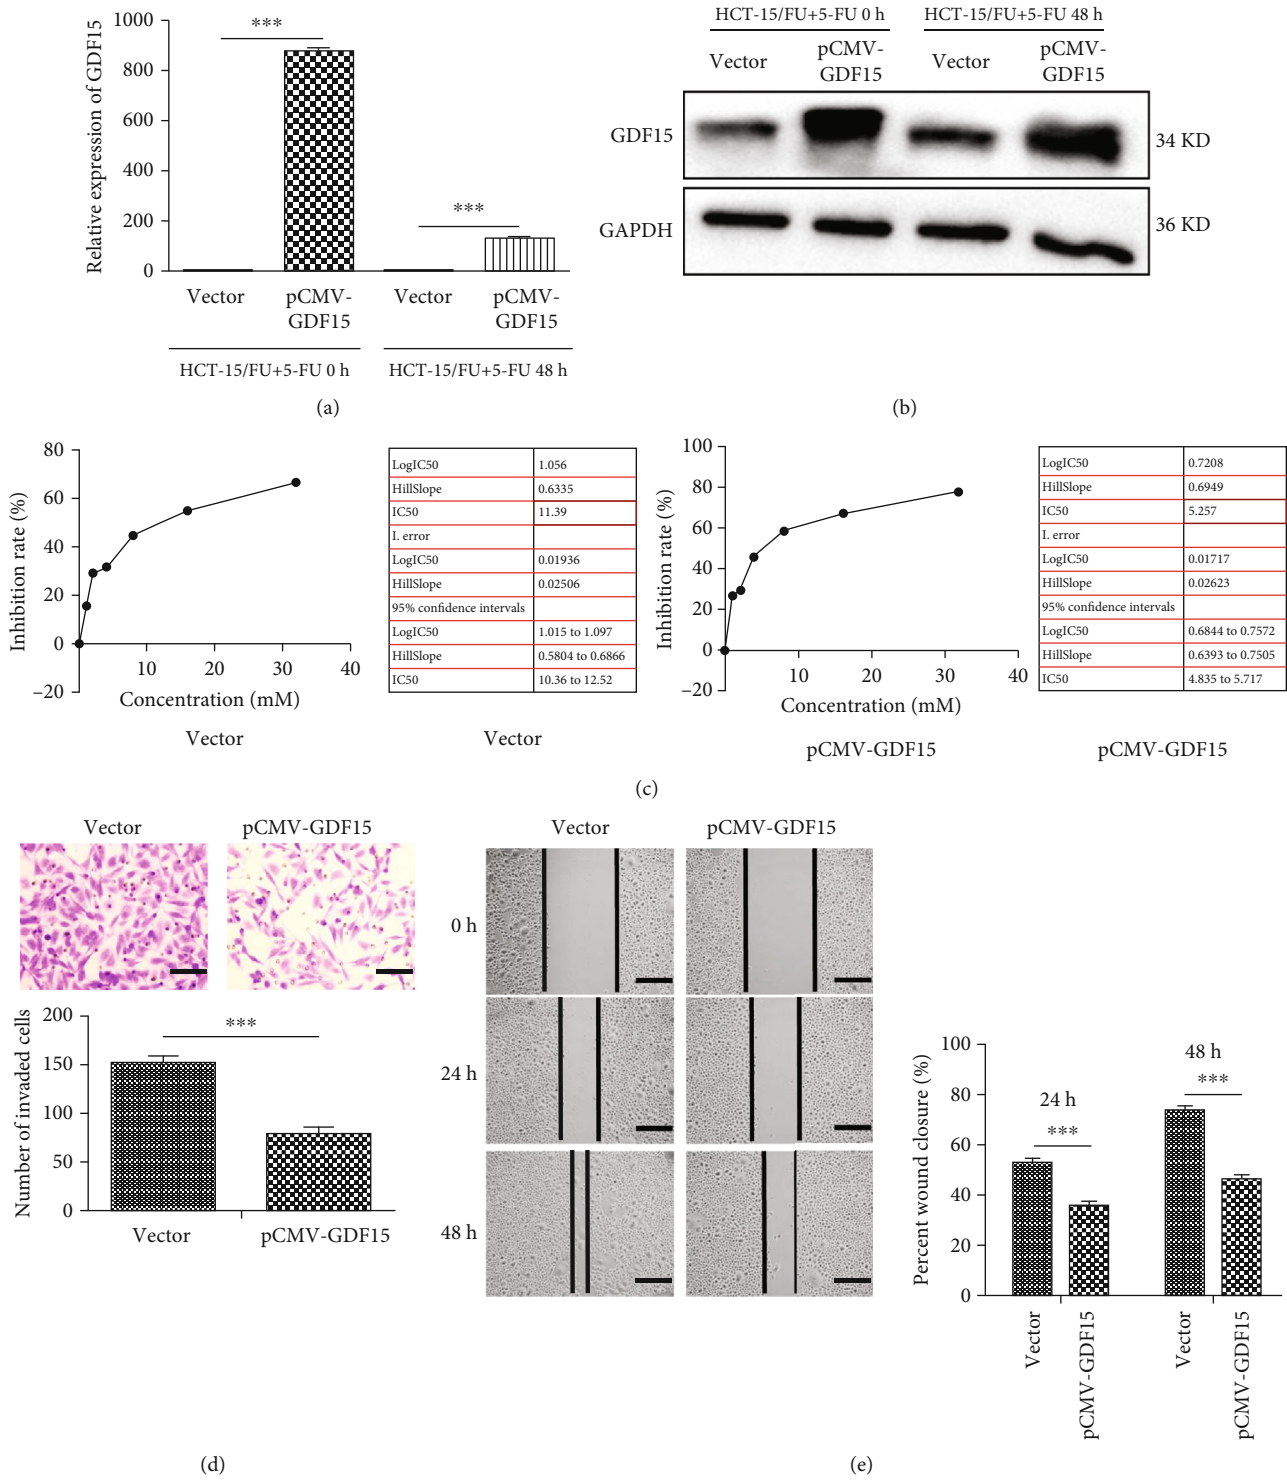 Relative expression of GDF15
1000
800
600
400
200
0
***
***
Vector
pCMV-
GDF15
Vector
pCMV-
GDF15
HCT-15/FU+5-FU 0 h
HCT-15/FU+5-FU 48 h
(a)
HCT-15/FU+5-FU 0 h
HCT-15/FU+5-FU 48 h
Vector
pCMV-
GDF15
Vector
pCMV-
GDF15
GDF15
34 KD
GAPDH
36 KD
(b)
Inhibition rate (%)
80
60
40
20
0
−20
10
20
30
40
Concentration (mM)
Vector
LogIC50 1.056
HillSlope 0.6335
IC50 11.39
I. error
LogIC50 0.01936
HillSlope 0.02506
95% confidence intervals
LogIC50 1.015 to 1.097
HillSlope 0.5804 to 0.6866
IC50 10.36 to 12.52
Vector
Inhibition rate (%)
100
80
60
40
20
0
−20
10
20
30
40
Concentration (mM)
pCMV-GDF15
LogIC50 0.7208
HillSlope 0.6949
IC50 5.257
I. error
LogIC50 0.01717
HillSlope 0.02623
95% confidence intervals
LogIC50 0.6844 to 0.7572
HillSlope 0.6393 to 0.7505
IC50 4.835 to 5.717
pCMV-GDF15
(c)
Vector
pCMV-GDF15
Number of invaded cells
200
150
100
50
0
***
Vector
pCMV-GDF15
(d)
Vector
pCMV-GDF15
0 h
24 h
48 h
Percent wound closure (%)
100
80
60
40
20
0
24 h
***
48 h
***
Vector
pCMV-GDF15
Vector
pCMV-GDF15
(e)